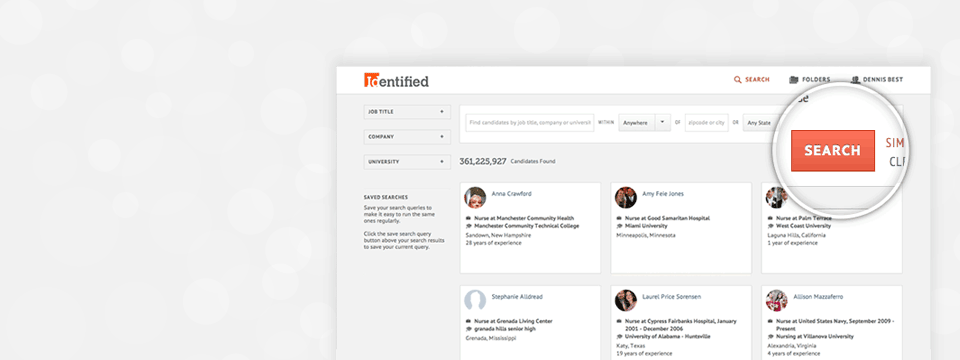 Identified
SEARCH
FOLDERS
DENNIS BEST
JOB TITLE +
COMPANY +
UNIVERSITY +
Find candidates by job title, company or universi
WITHIN
Anywhere
OF
zipcode or city
OR
Any State
SEARCH
SIM
361,225,927 Candidates Found
SAVED SEARCHES
Save your search queries to
make it easy to run the same
ones regularly.
Click the save search query
button above your search results
to save your current query.
Anna Crawford
Nurse at Manchester Community Health
Manchester Community Technical College
Sandown, New Hampshire
28 years of experience
Amy Feie Jones
Nurse at Good Samaritan Hospital
Miami University
Minneapolis, Minnesota
Nurse at Palm Terrace
West Coast University
Laguna Hills, California
1 year of experience
Stephanie Alldread
Nurse at Grenada Living Center
granada hills senior high
Grenada, Mississippi
Laurel Price Sorensen
Nurse at Cypress Fairbanks Hospital, January
2001 - December 2006
University of Alabama - Huntsville
Katy, Texas
19 years of experience
Allison Mazzaferro
Nurse at United States Navy, September 2009 -
Present
Nursing at Villanova University
Alexandria, Virginia
4 years of experience